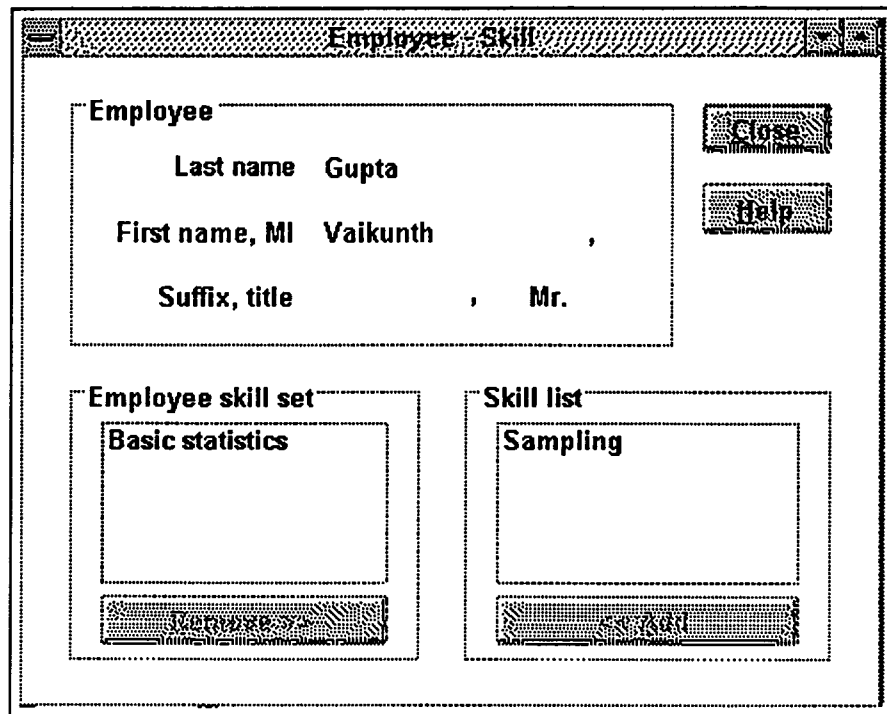 Employee - Skill
Employee
Close
Last name Gupta
Help
First name, MI Vaikunth ,
Suffix, title , Mr.
Employee skill set
Skill list
Basic statistics
Sampling
Remove >>
<< Add